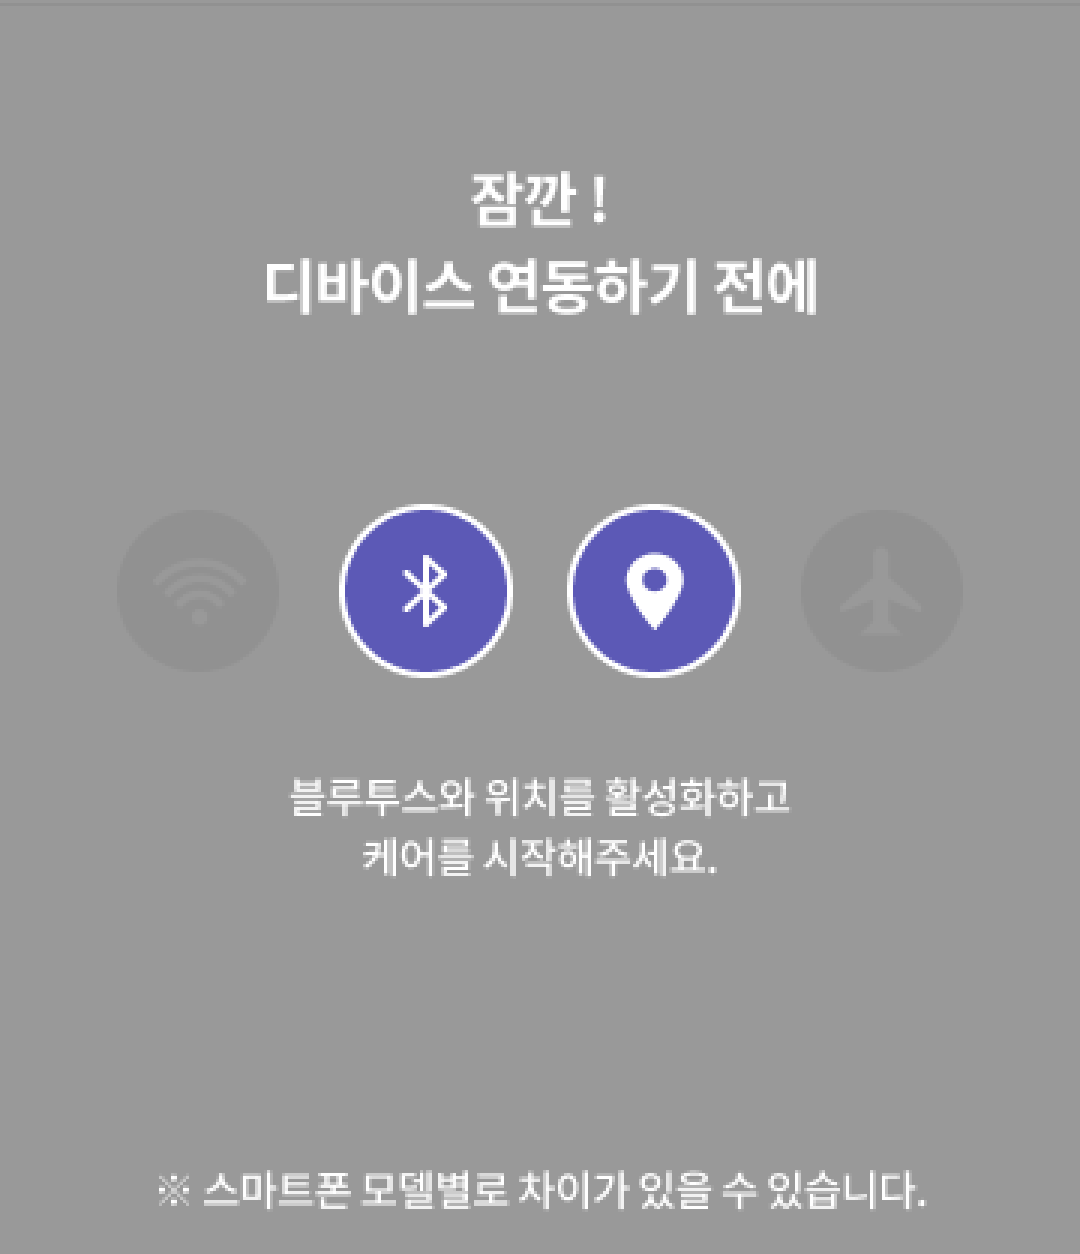 잠깐 !
디바이스 연동하기 전에
블루투스와 위치를 활성화하고
케어를 시작해주세요.
※ 스마트폰 모델별로 차이가 있을 수 있습니다.